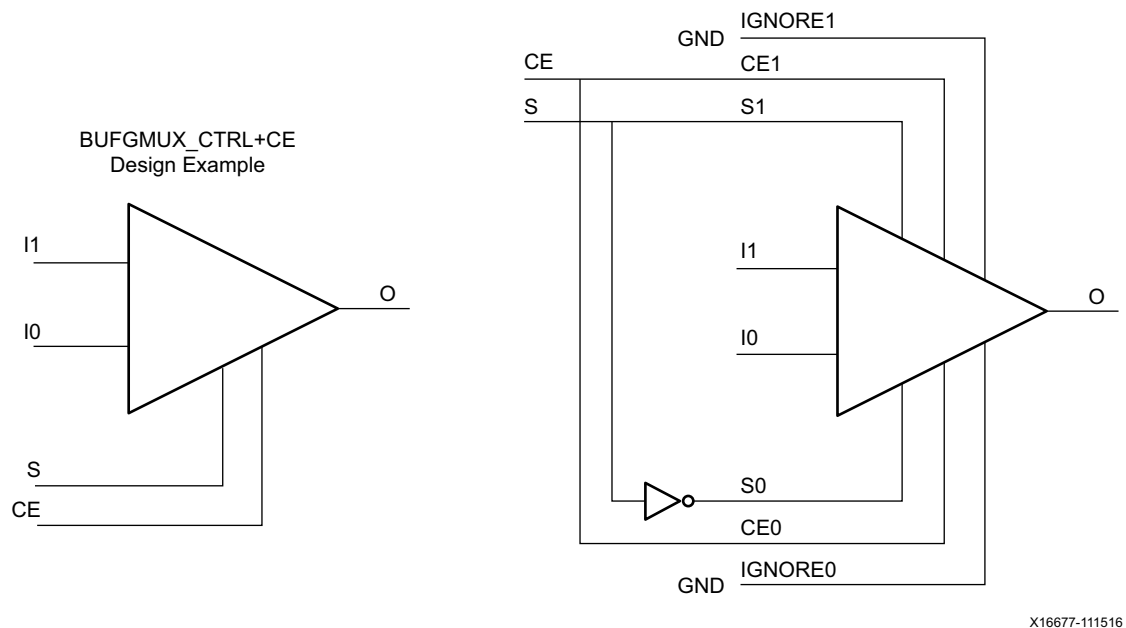 BUFGMUX_CTRL+CE
Design Example
I1
I0
O
S
CE
GND
IGNORE1
CE
CE1
S
S1
I1
I0
O
S0
CE0
GND
IGNORE0
X16677-111516